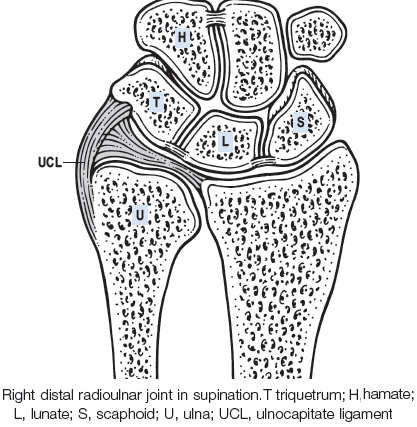 H
T
S
L
UCL
U
Right distal radioulnar joint in supination.T triquetrum; H, hamate;
L, lunate; S, scaphoid; U, ulna; UCL, ulnocapitate ligament